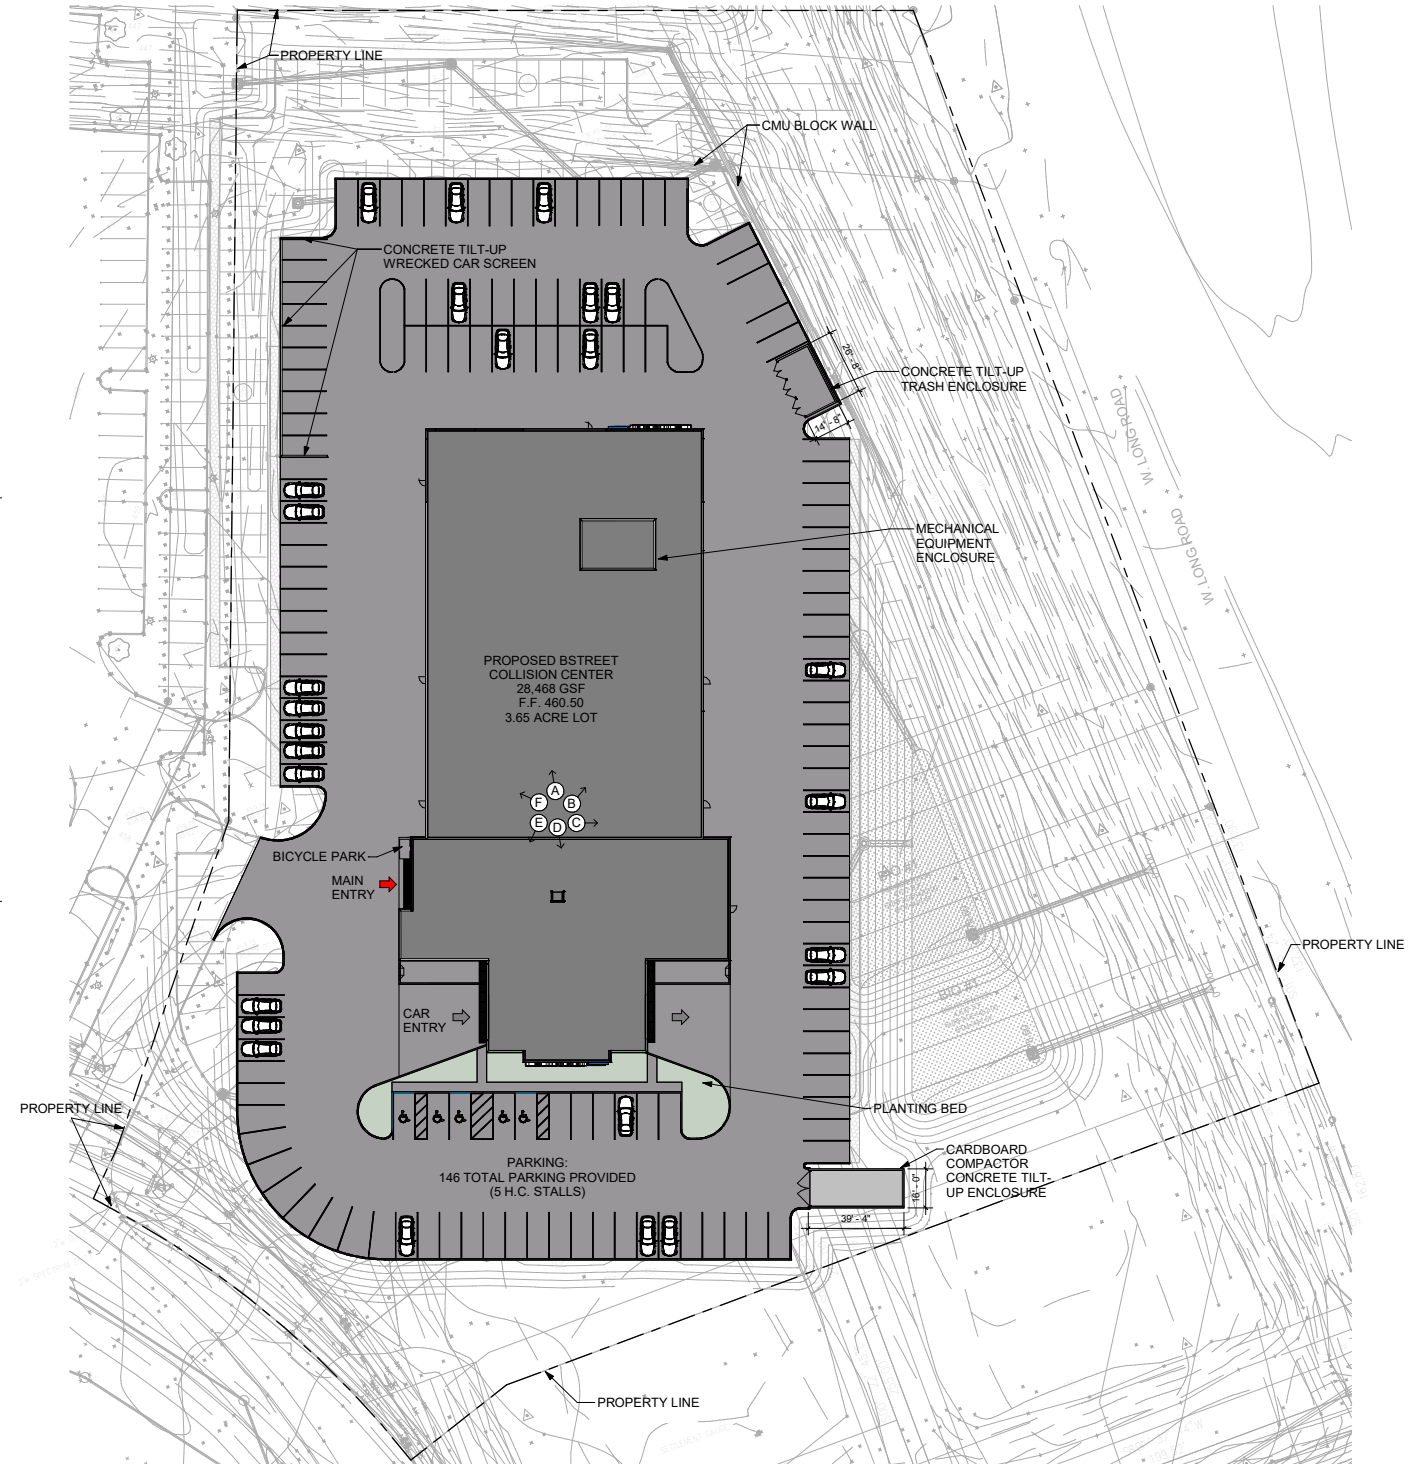 PROPERTY LINE
CMU BLOCK WALL
CONCRETE TILT-UP
WRECKED CAR SCREEN
26' - 8"
CONCRETE TILT-UP
TRASH ENCLOSURE
14' - 8"
W. LONG ROAD
W. LONG ROAD
MECHANICAL
EQUIPMENT
ENCLOSURE
PROPOSED BSTREET
COLLISION CENTER
28,468 GSF
F.F. 460.50
3.65 ACRE LOT
A
B
C
D
E
F
BICYCLE PARK
MAIN
ENTRY
PROPERTY LINE
CAR
ENTRY
PROPERTY LINE
PLANTING BED
PARKING:
146 TOTAL PARKING PROVIDED
(5 H.C. STALLS)
CARDBOARD
COMPACTOR
CONCRETE TILT-
UP ENCLOSURE
16' - 0"
39' - 4"
PROPERTY LINE